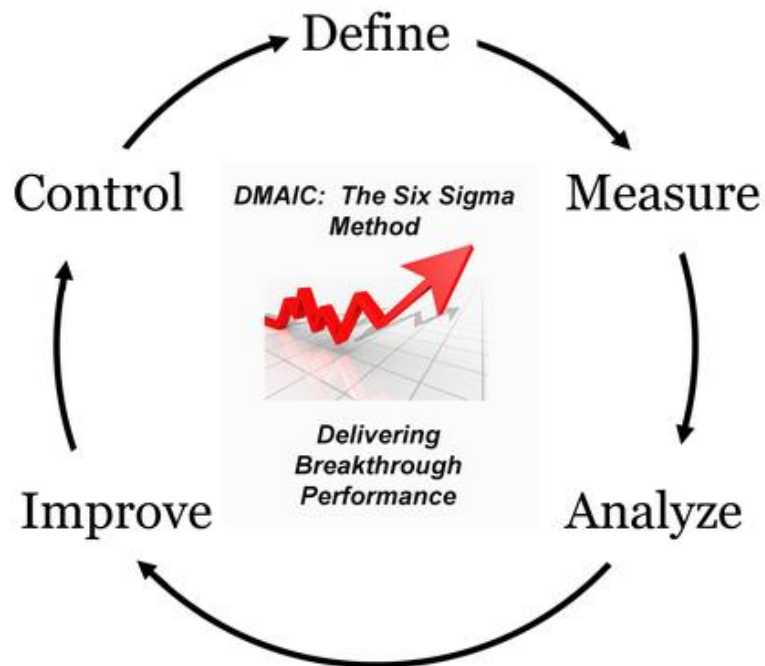 Define
Control
Measure
DMAIC: The Six Sigma
Method
Delivering
Breakthrough
Performance
Improve
Analyze